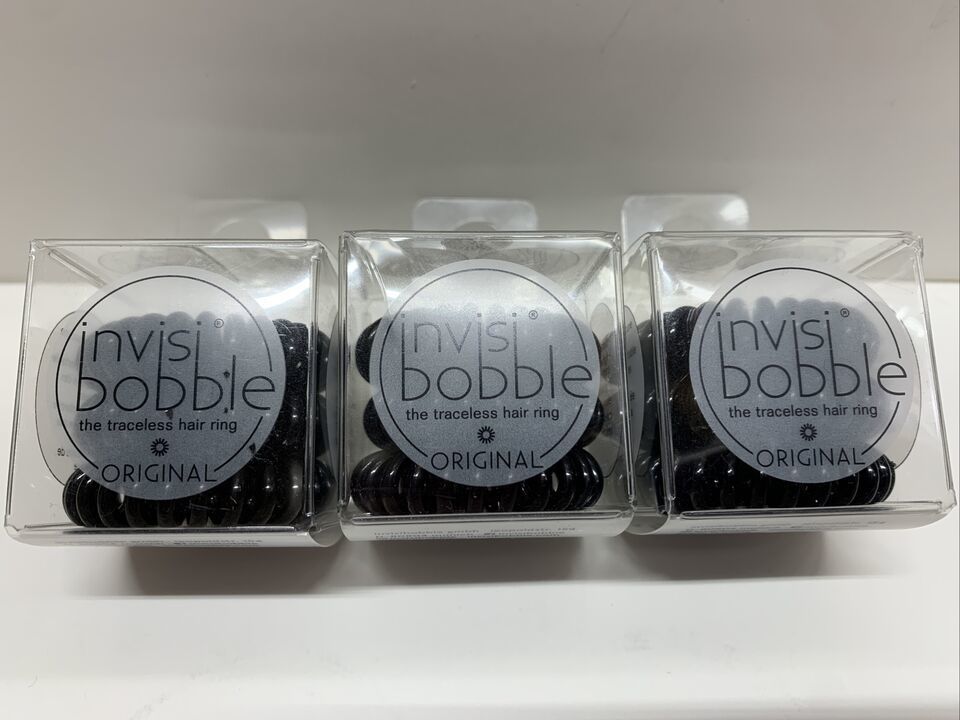 invisi®
bobble
the traceless hair ring
ORIGINAL
invisi®
bobble
the traceless hair ring
ORIGINAL
invisi®
bobble
the traceless hair ring
ORIGINAL